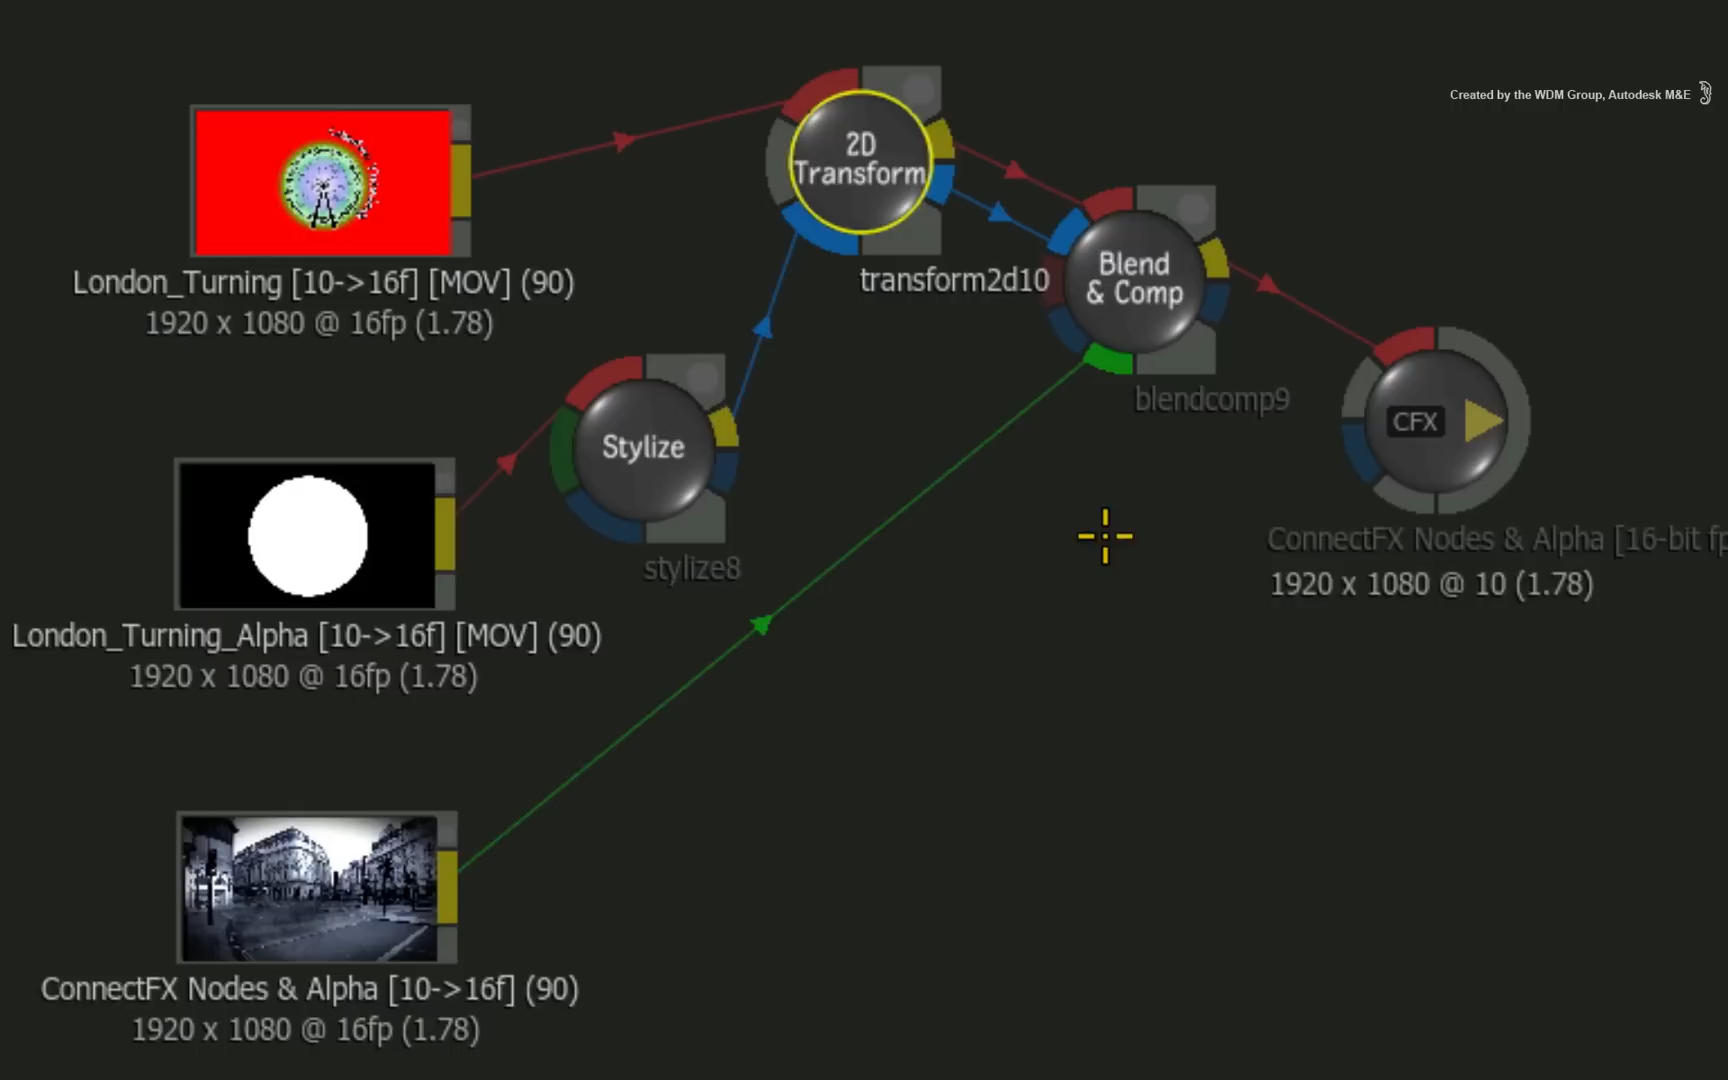 Created by the WDM Group, Autodesk M&E
2D
Transform
transform2d10
London_Turning [10->16f] [MOV] (90)
1920 x 1080 @ 16fp (1.78)
Blend
& Comp
blendcomp9
CFX
ConnectFX Nodes & Alpha [16-bit fp
1920 x 1080 @ 10 (1.78)
Stylize
stylize8
London_Turning_Alpha [10->16f] [MOV] (90)
1920 x 1080 @ 16fp (1.78)
ConnectFX Nodes & Alpha [10->16f] (90)
1920 x 1080 @ 16fp (1.78)